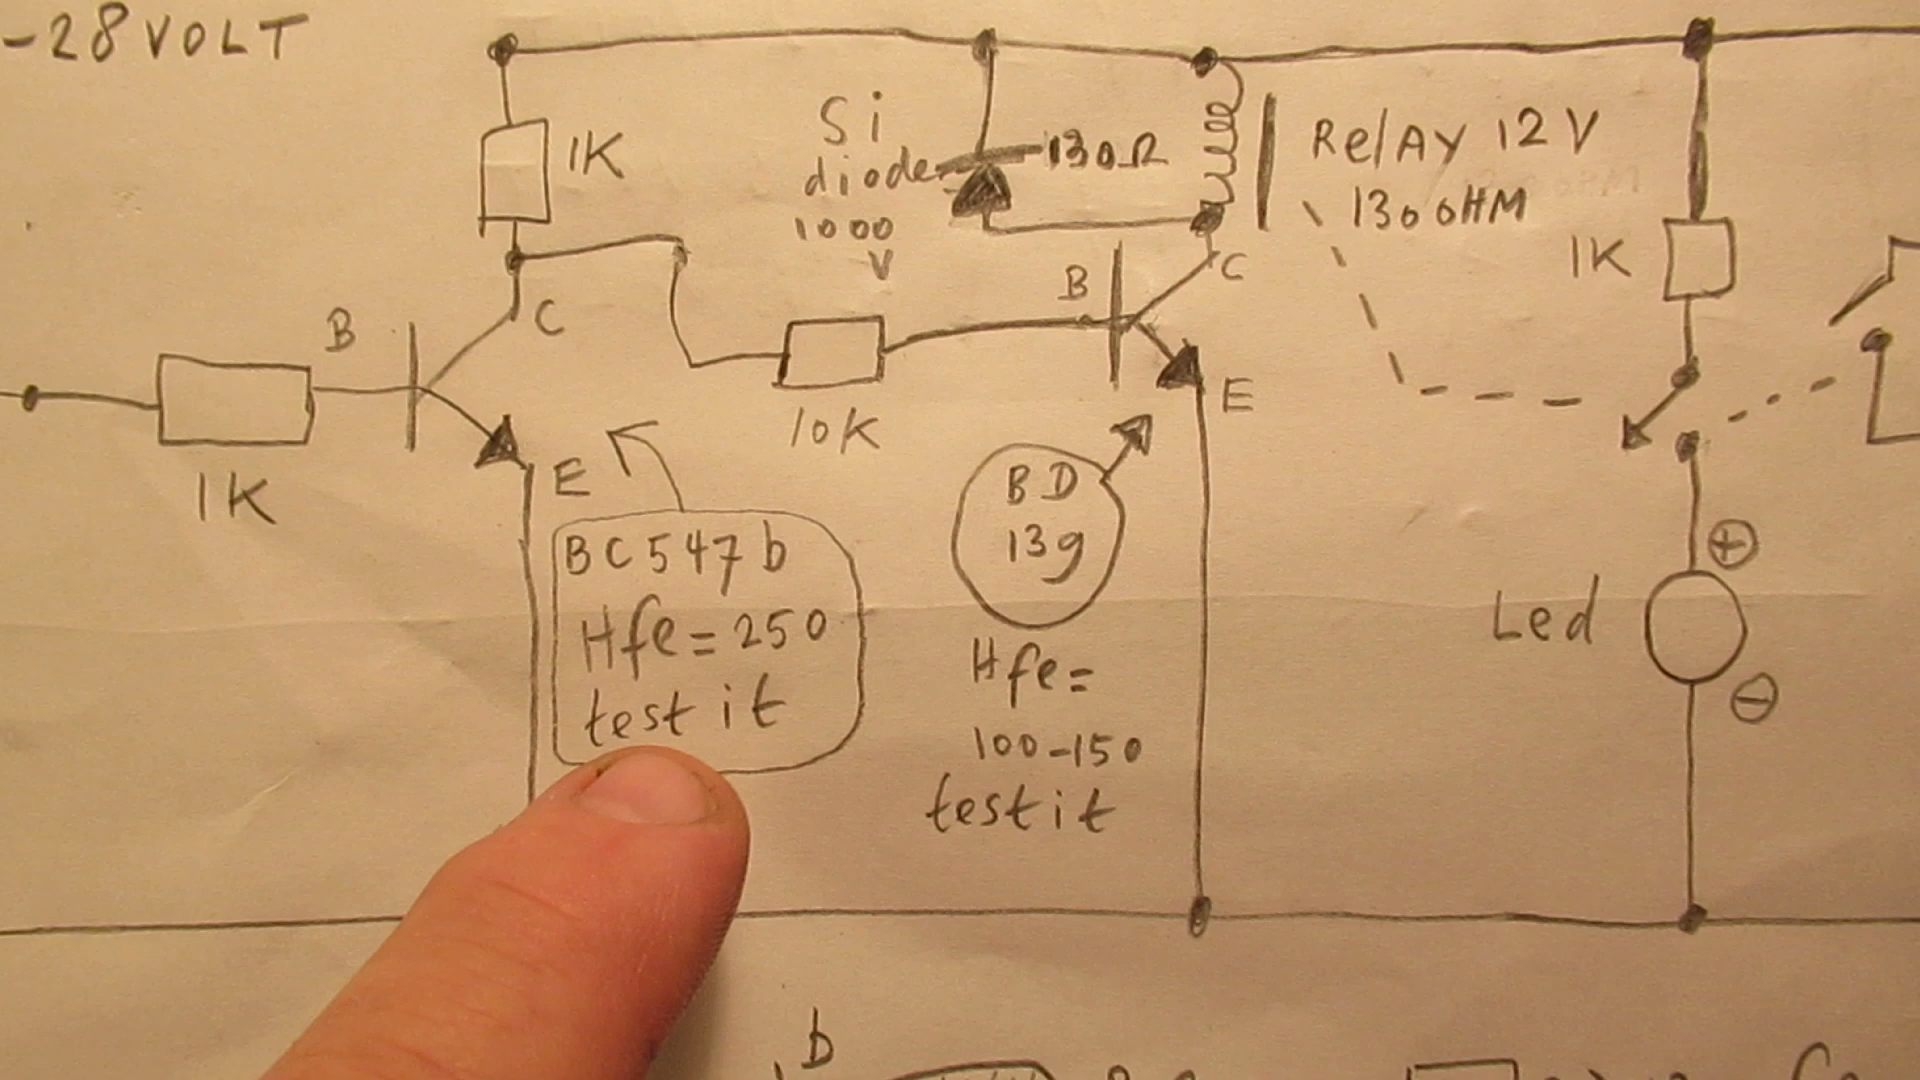 -28 VOLT
1K
Si
diode
1000
V
130Ω
Relay 12V
130 OHM
1K
B
C
B
C
1K
E
10K
E
BC547b
Hfe=250
test it
BD
139
Hfe=
100-150
test it
+
Led
-
b